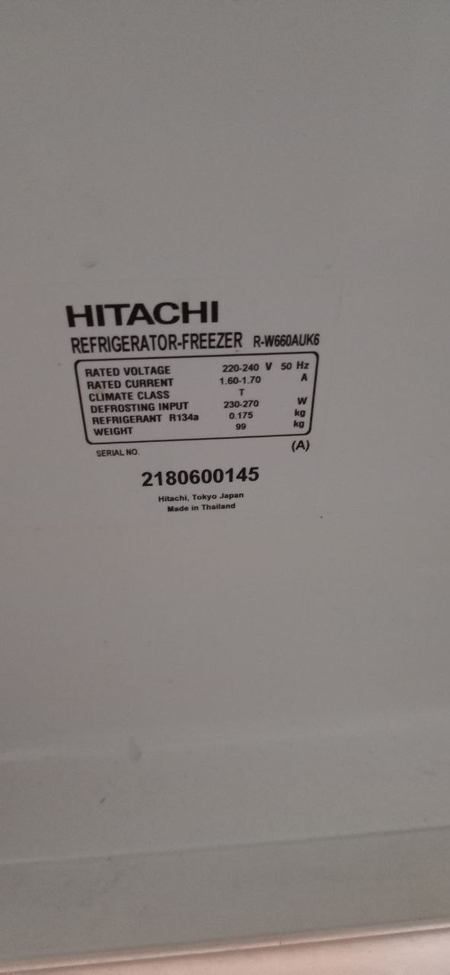 HITACHI
REFRIGERATOR-FREEZER R-W660AUK6
RATED VOLTAGE 220-240 V 50 Hz
RATED CURRENT 1.60-1.70 A
CLIMATE CLASS T
DEFROSTING INPUT 230-270 W
REFRIGERANT R134a 0.175 kg
WEIGHT 99 kg
SERIAL NO. (A)
2180600145
Hitachi, Tokyo Japan
Made in Thailand